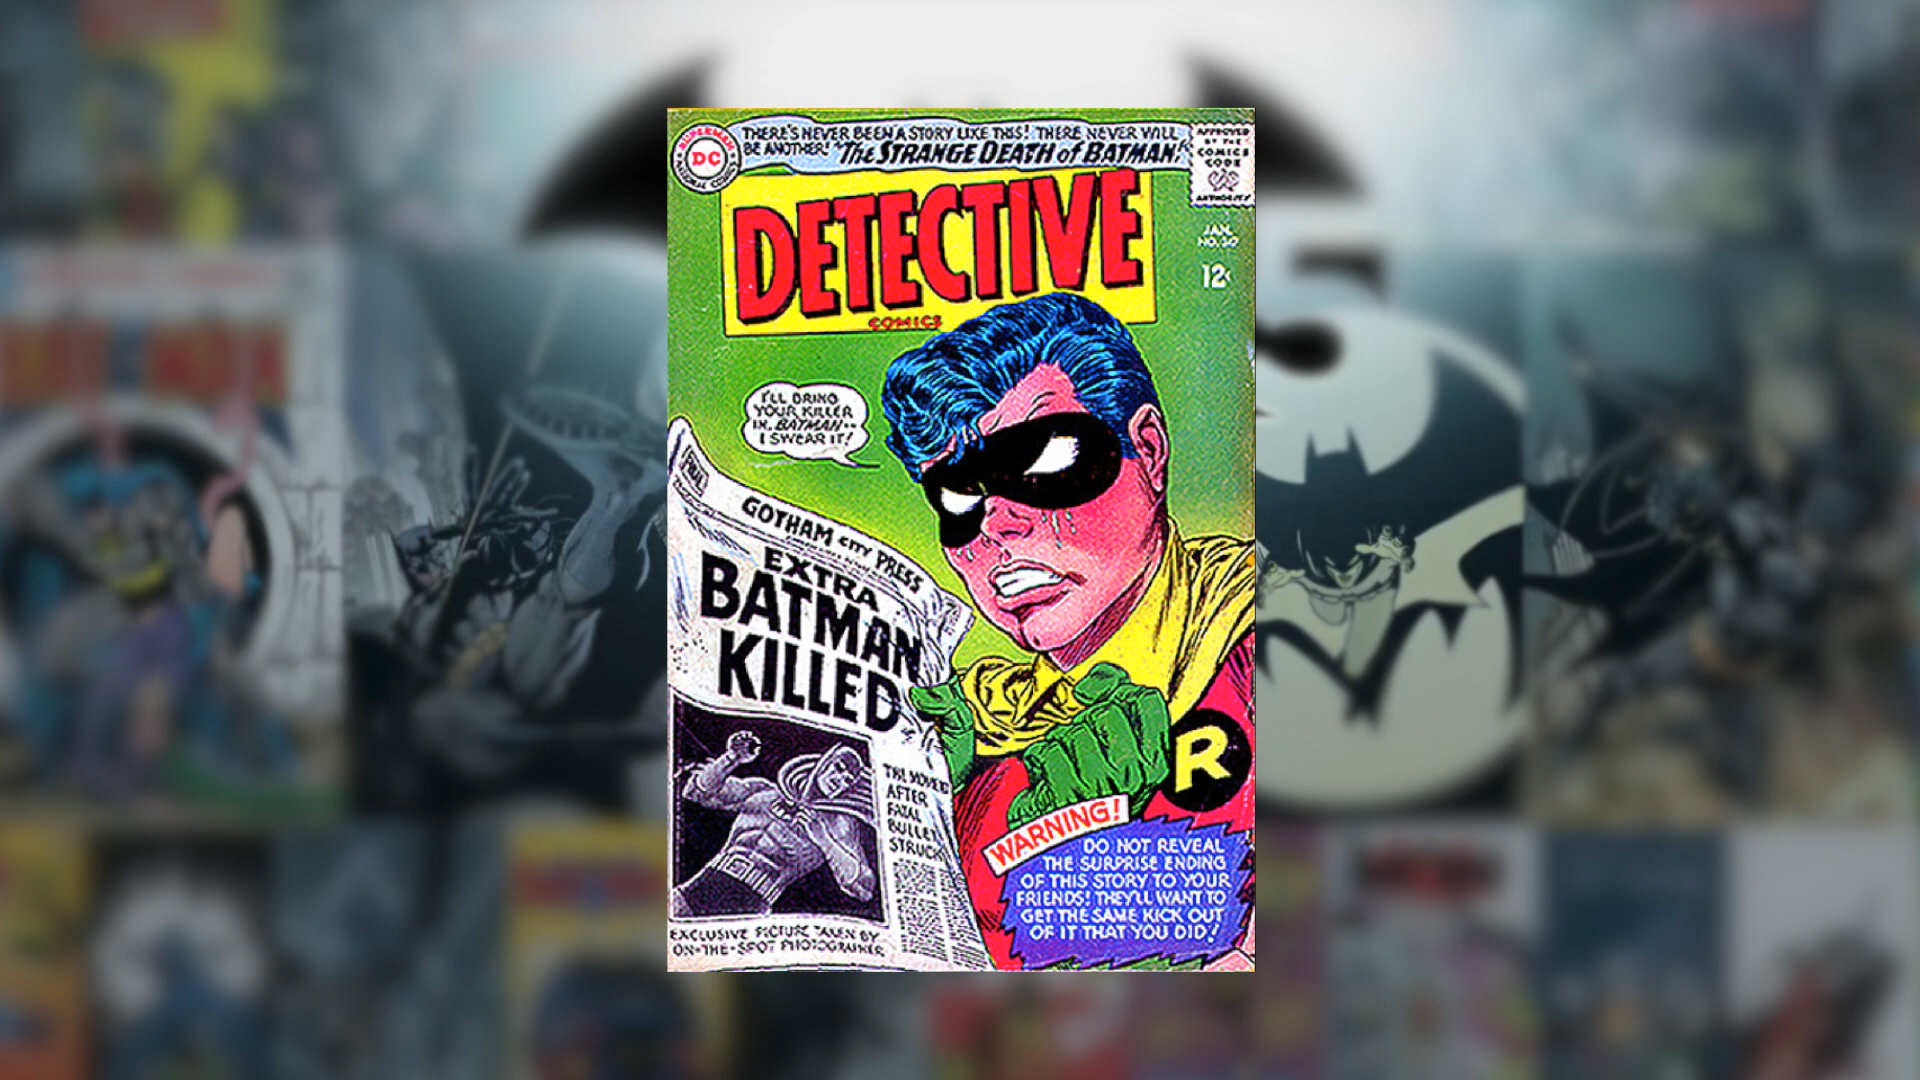 THERE'S NEVER BEEN A STORY LIKE THIS! THERE NEVER WILL
BE ANOTHER! "The STRANGE DEATH of BATMAN!"
SUPERMAN
DC
NATIONAL COMICS
APPROVED
BY THE
COMICS
CODE
AUTHORITY
DETECTIVE
COMICS
JAN.
12¢
I'LL BRING
YOUR KILLER
IN, BATMAN--
I SWEAR IT!
GOTHAM CITY PRESS
EXTRA
BATMAN
KILLED
AFTER
FATAL
BULLET
STRUCK
EXCLUSIVE PICTURE TAKEN BY
ON-THE-SPOT PHOTOGRAPHER
R
WARNING!
DO NOT REVEAL
THE SURPRISE ENDING
OF THIS STORY TO YOUR
FRIENDS! THEY'LL WANT TO
GET THE SAME KICK OUT
OF IT THAT YOU DID!